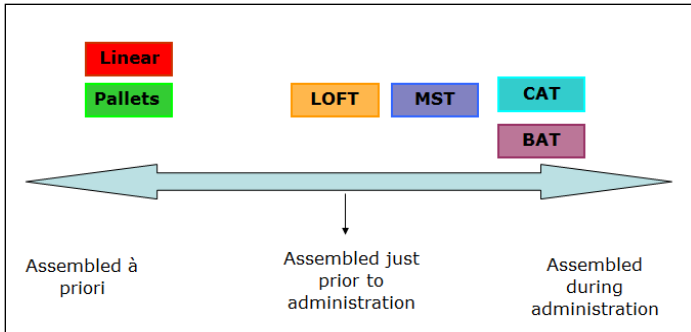 Linear
Pallets
LOFT
MST
CAT
BAT
Assembled à
priori
Assembled just
prior to
administration
Assembled
during
administration